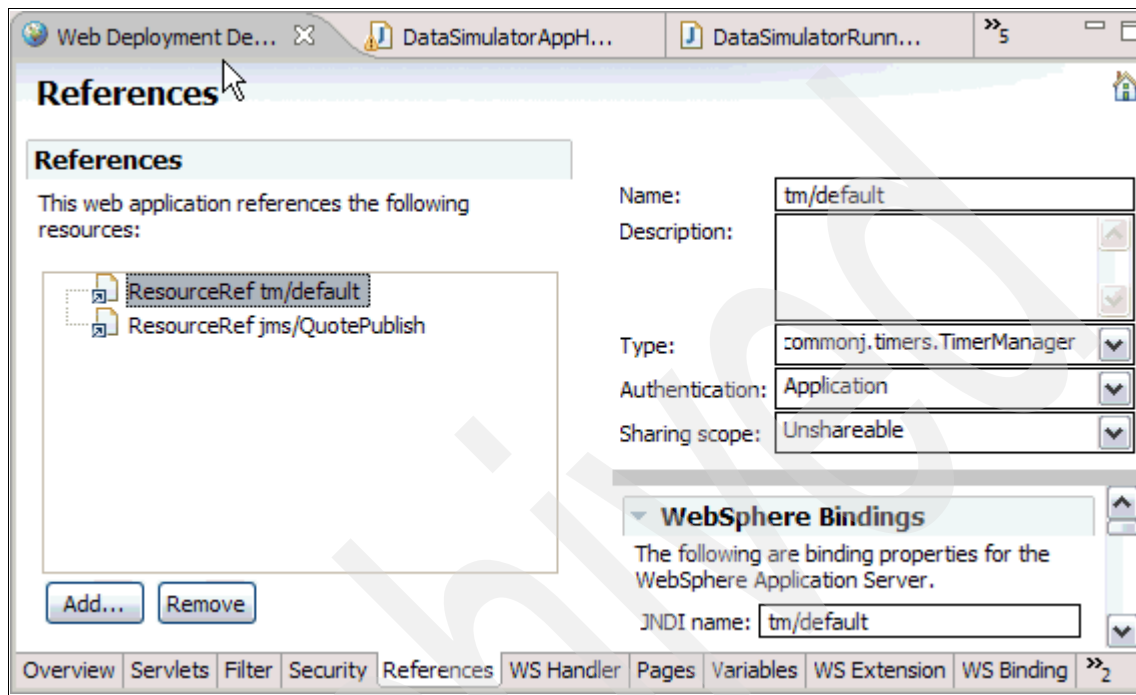 Web Deployment De... DataSimulatorAppH... DataSimulatorRunn... »5
References
References
This web application references the following
resources:
ResourceRef tm/default
ResourceRef jms/QuotePublish
Add... Remove
Name: tm/default
Description:
Type: commonj.timers.TimerManager
Authentication: Application
Sharing scope: Unshareable
WebSphere Bindings
The following are binding properties for the
WebSphere Application Server.
JNDI name: tm/default
Overview Servlets Filter Security References WS Handler Pages Variables WS Extension WS Binding »2